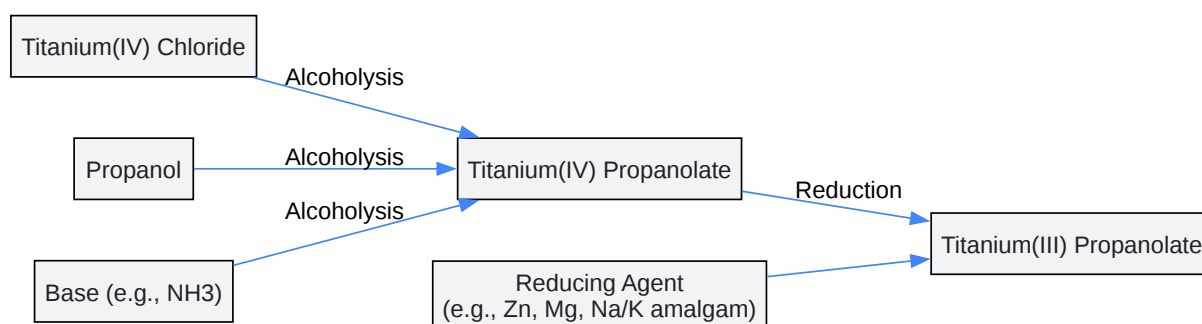 Titanium(IV) Chloride
Alcoholysis
Propanol
Alcoholysis
Titanium(IV) Propanolate
Alcoholysis
Reduction
Base (e.g., NH3)
Reducing Agent
(e.g., Zn, Mg, Na/K amalgam)
Titanium(III) Propanolate